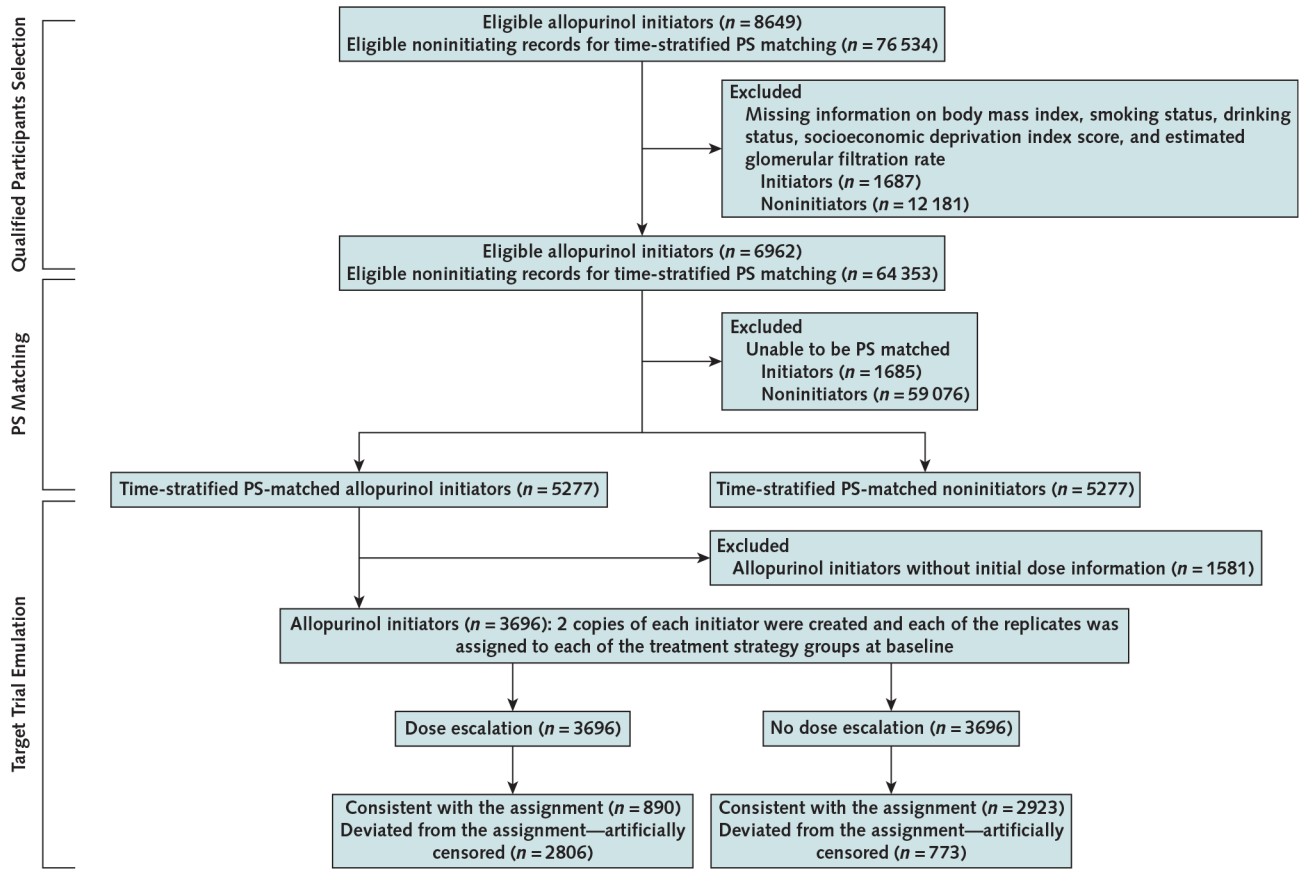 Qualified Participants Selection
Eligible allopurinol initiators (n = 8649)
Eligible noninitiating records for time-stratified PS matching (n = 76 534)
Excluded
Missing information on body mass index, smoking status, drinking
status, socioeconomic deprivation index score, and estimated
glomerular filtration rate
Initiators (n = 1687)
Noninitiators (n = 12 181)
Eligible allopurinol initiators (n = 6962)
Eligible noninitiating records for time-stratified PS matching (n = 64 353)
PS Matching
Excluded
Unable to be PS matched
Initiators (n = 1685)
Noninitiators (n = 59 076)
Time-stratified PS-matched allopurinol initiators (n = 5277)
Time-stratified PS-matched noninitiators (n = 5277)
Target Trial Emulation
Excluded
Allopurinol initiators without initial dose information (n = 1581)
Allopurinol initiators (n = 3696): 2 copies of each initiator were created and each of the replicates was
assigned to each of the treatment strategy groups at baseline
Dose escalation (n = 3696)
No dose escalation (n = 3696)
Consistent with the assignment (n = 890)
Deviated from the assignment—artificially
censored (n = 2806)
Consistent with the assignment (n = 2923)
Deviated from the assignment—artificially
censored (n = 773)